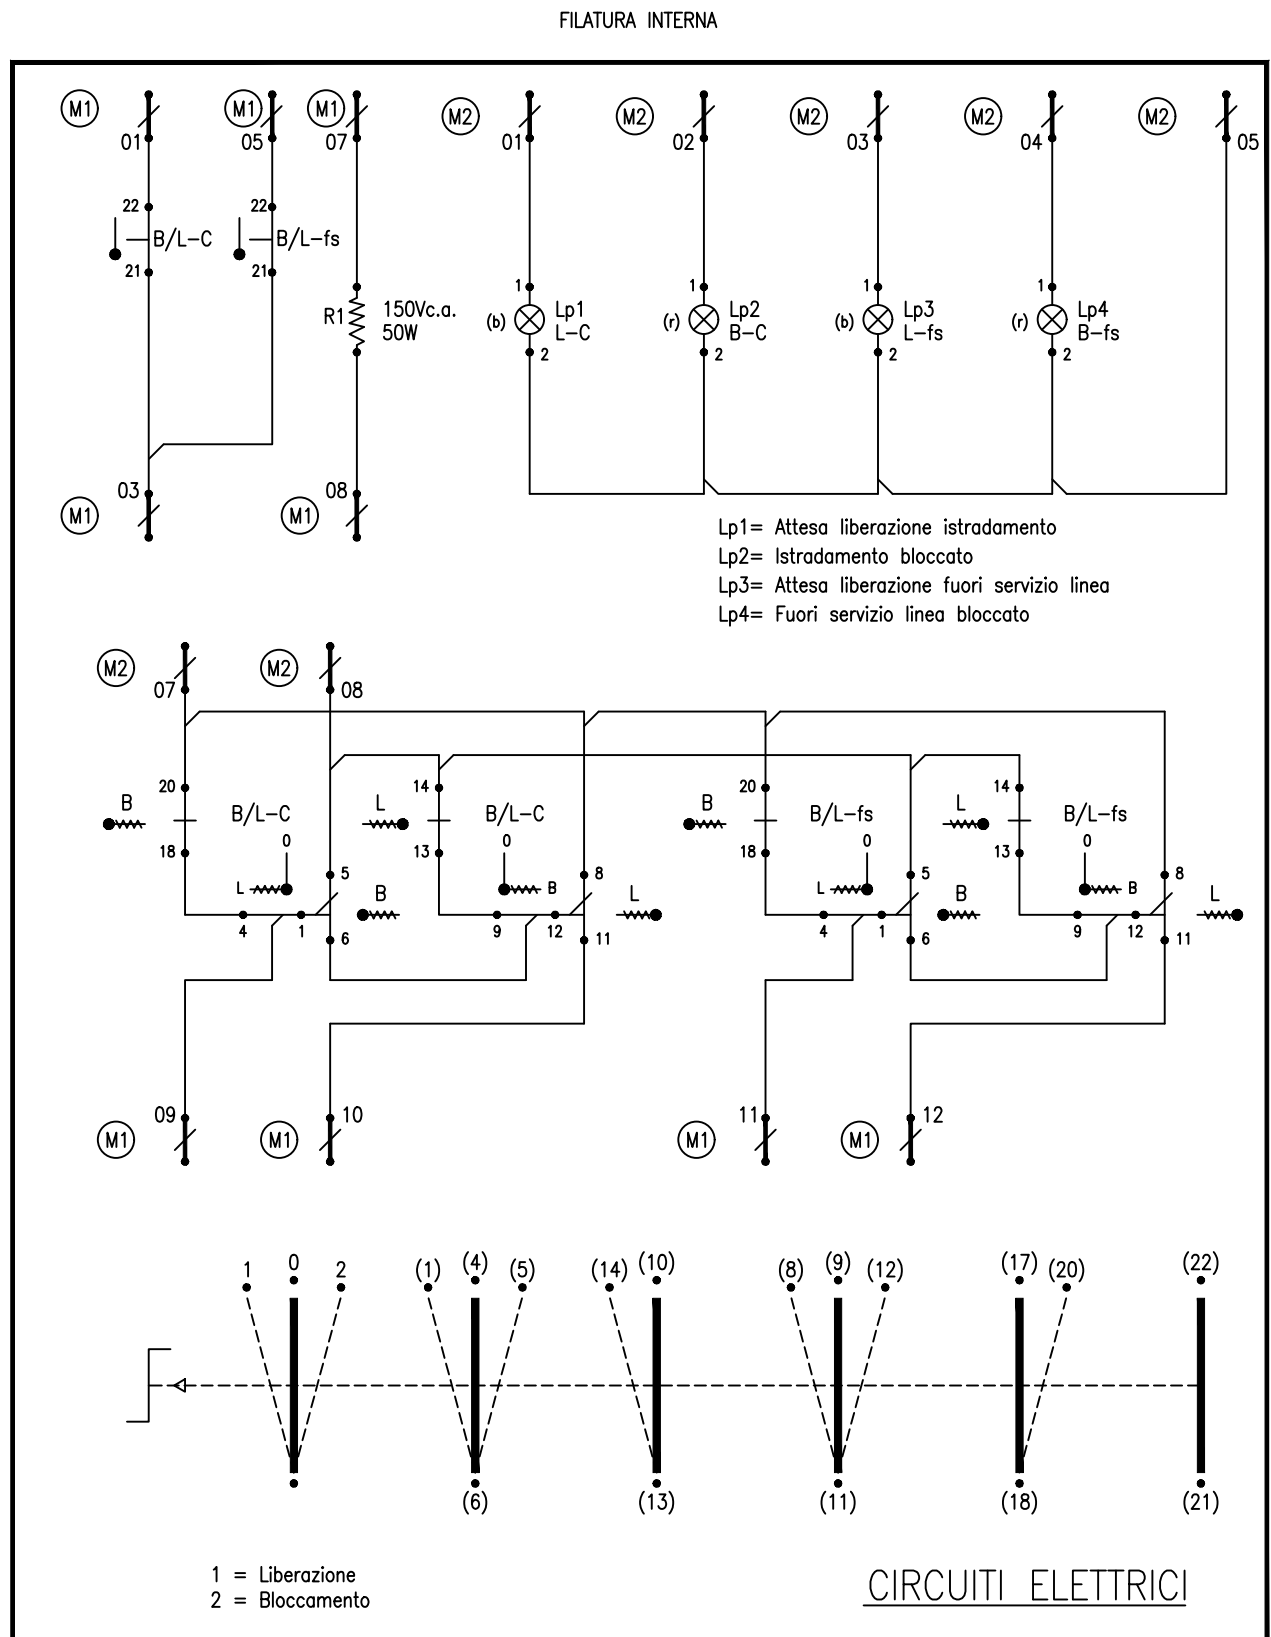 FILATURA INTERNA
M1 M1 M1 M2 M2 M2 M2 M2
01 05 07 01 02 03 04 05
22 22
B/L-C B/L-fs
21 21
R1 150Vc.a.
50W
1 1 1 1
(b) Lp1 (r) Lp2 (b) Lp3 (r) Lp4
L-C B-C L-fs B-fs
2 2 2 2
03 08
M1 M1
Lp1= Attesa liberazione istradamento
Lp2= Istradamento bloccato
Lp3= Attesa liberazione fuori servizio linea
Lp4= Fuori servizio linea bloccato
M2 M2
07 08
20 14 20 14
B B/L-C L B/L-C B B/L-fs L B/L-fs
0 0 0 0
18 13 18 13
5 8 5 8
L B L B
B L B L
4 1 6 9 12 11 4 1 6 9 12 11
09 10 11 12
M1 M1 M1 M1
1 0 2 (1) (4) (5) (14) (10) (8) (9) (12) (17) (20) (22)
(6) (13) (11) (18) (21)
1 = Liberazione
2 = Bloccamento
CIRCUITI ELETTRICI